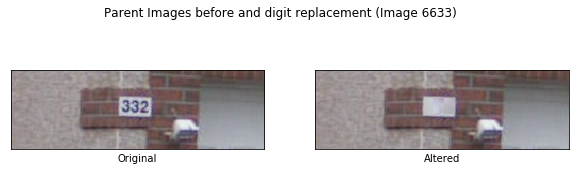 Parent Images before and digit replacement (Image 6633)
332
Original
Altered